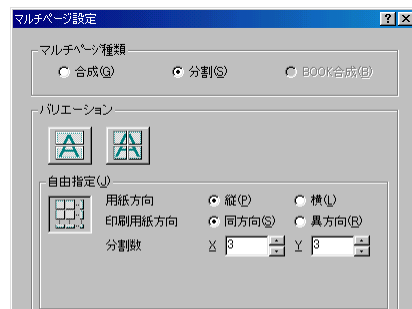 マルチページ設定
マルチページ種類
合成(G) 分割(S) BOOK合成(B)
バリエーション
A A
自由指定(J)
用紙方向 縦(P) 横(L)
印刷用紙方向 同方向(S) 異方向(R)
分割数 X 3 Y 3